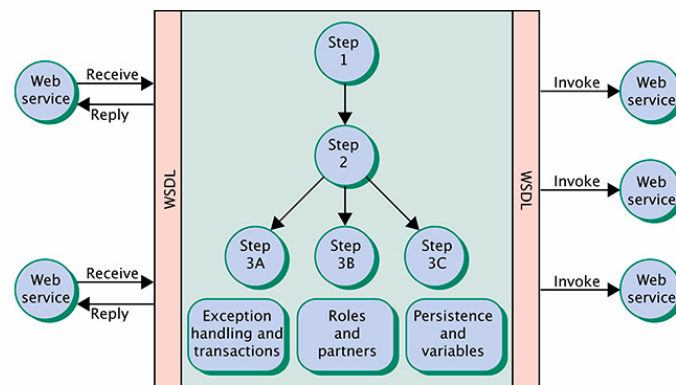 Web
service
Receive
Reply
Web
service
Receive
Reply
WSDL
Step
1
Step
2
Step
3A
Step
3B
Step
3C
Exception
handling and
transactions
Roles
and
partners
Persistence
and
variables
WSDL
Invoke
Web
service
Invoke
Web
service
Invoke
Web
service